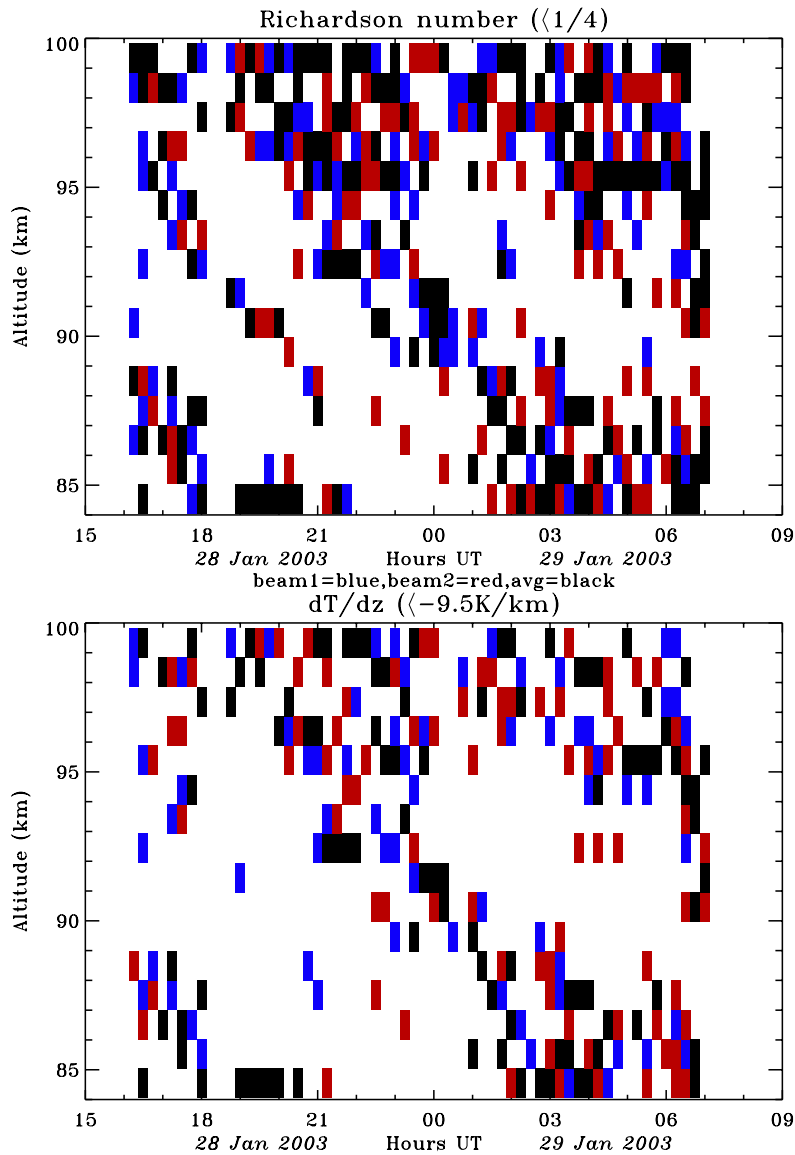 Richardson number (⟨1/4)
100
95
90
85
Altitude (km)
15 18 21 00 03 06 09
28 Jan 2003 Hours UT 29 Jan 2003
beam1=blue,beam2=red,avg=black
dT/dz (⟨−9.5K/km)
100
95
90
85
Altitude (km)
15 18 21 00 03 06 09
28 Jan 2003 Hours UT 29 Jan 2003